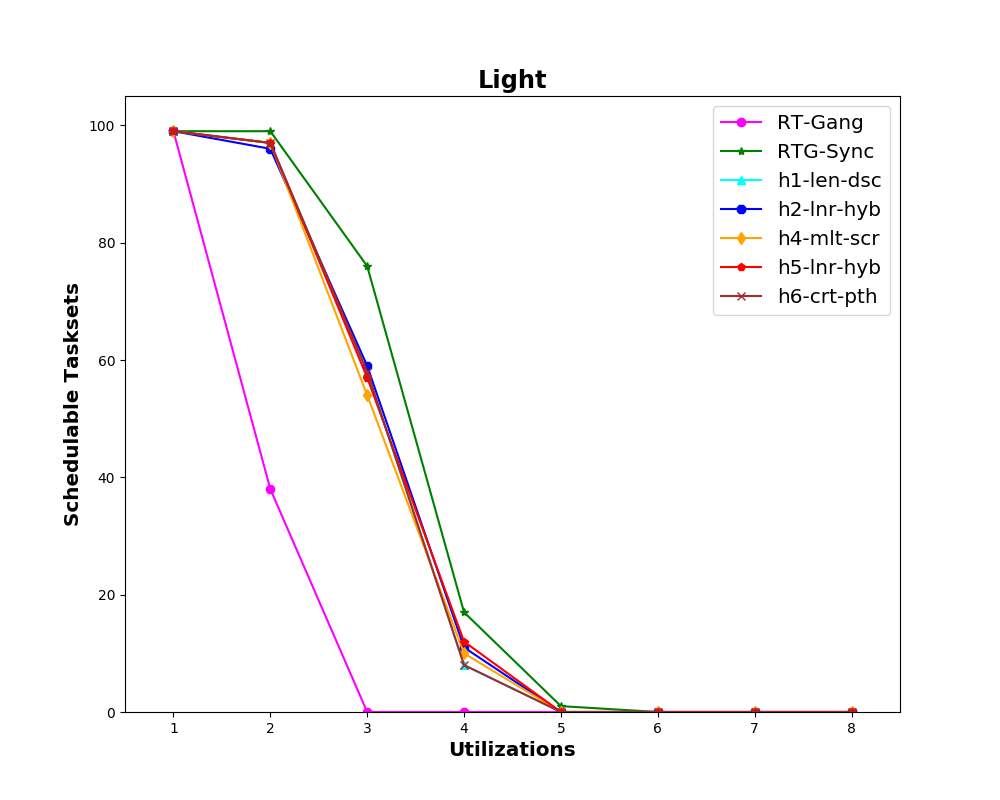 Light
Schedulable Tasksets
100
80
60
40
20
0
RT-Gang
RTG-Sync
h1-len-dsc
h2-lnr-hyb
h4-mlt-scr
h5-lnr-hyb
h6-crt-pth
1 2 3 4 5 6 7 8
Utilizations